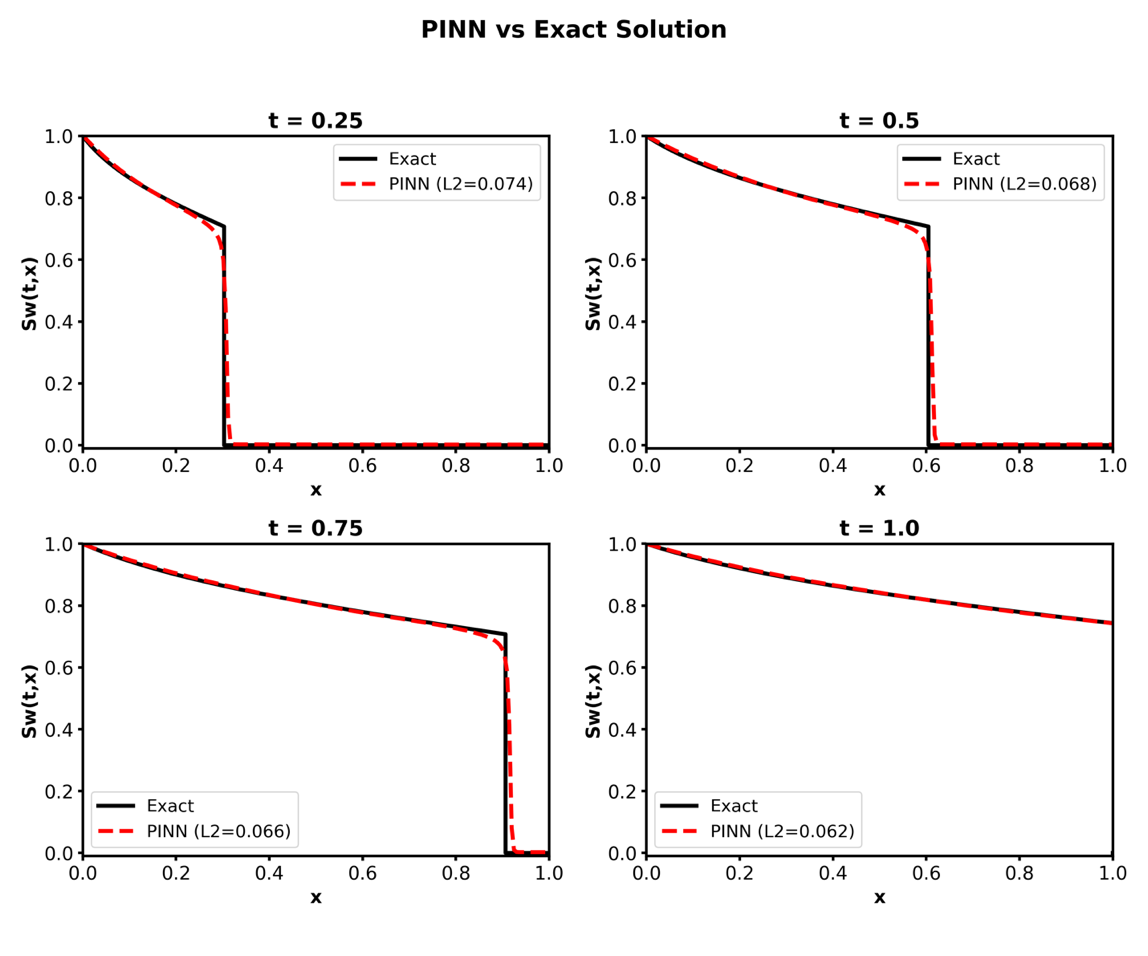 PINN vs Exact Solution
t = 0.25
Sw(t,x)
1.0
0.8
0.6
0.4
0.2
0.0
Exact
PINN (L2=0.074)
0.0 0.2 0.4 0.6 0.8 1.0
x
t = 0.5
Sw(t,x)
1.0
0.8
0.6
0.4
0.2
0.0
Exact
PINN (L2=0.068)
0.0 0.2 0.4 0.6 0.8 1.0
x
t = 0.75
Sw(t,x)
1.0
0.8
0.6
0.4
0.2
0.0
Exact
PINN (L2=0.066)
0.0 0.2 0.4 0.6 0.8 1.0
x
t = 1.0
Sw(t,x)
1.0
0.8
0.6
0.4
0.2
0.0
Exact
PINN (L2=0.062)
0.0 0.2 0.4 0.6 0.8 1.0
x